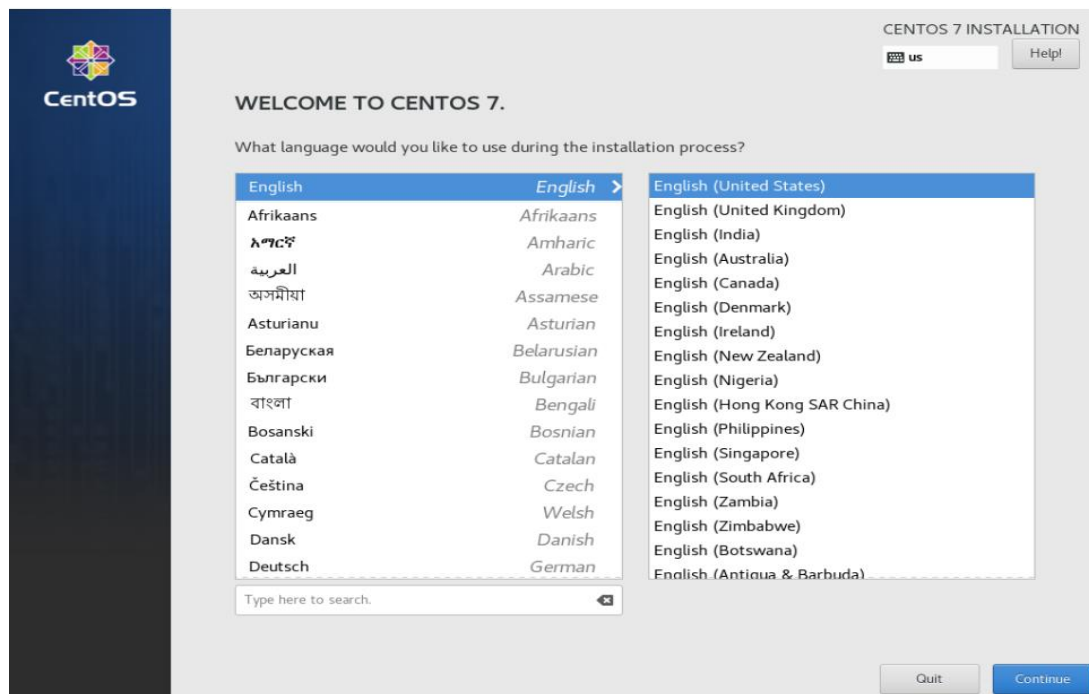 CENTOS 7 INSTALLATION
us
Help!
CentOS
WELCOME TO CENTOS 7.
What language would you like to use during the installation process?
English English
Afrikaans Afrikaans
አማርኛ Amharic
العربية Arabic
অসমীয়া Assamese
Asturianu Asturian
Беларуская Belarusian
Български Bulgarian
বাংলা Bengali
Bosanski Bosnian
Català Catalan
Čeština Czech
Cymraeg Welsh
Dansk Danish
Deutsch German
Type here to search.
English (United States)
English (United Kingdom)
English (India)
English (Australia)
English (Canada)
English (Denmark)
English (Ireland)
English (New Zealand)
English (Nigeria)
English (Hong Kong SAR China)
English (Philippines)
English (Singapore)
English (South Africa)
English (Zambia)
English (Zimbabwe)
English (Botswana)
English (Antigua & Barbuda)
Quit
Continue